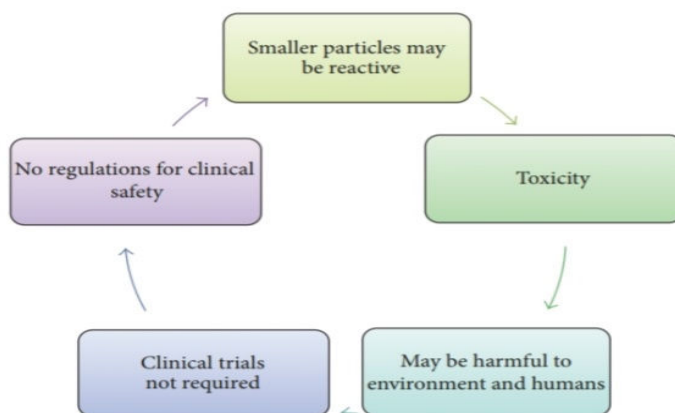 Smaller particles may
be reactive
Toxicity
May be harmful to
environment and humans
Clinical trials
not required
No regulations for clinical
safety